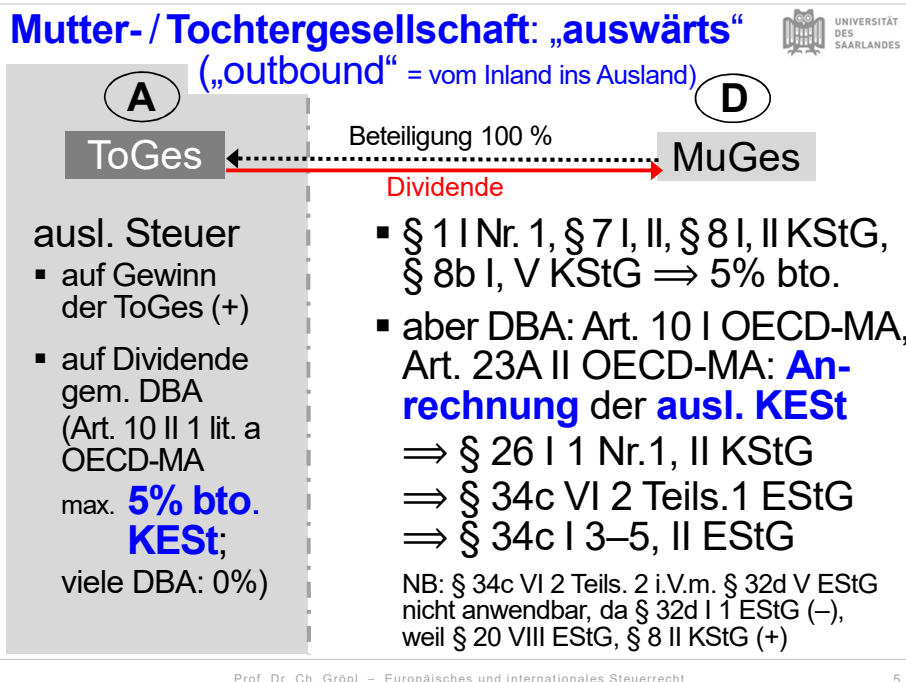 Mutter- / Tochtergesellschaft: „auswärts“
(„outbound“ = vom Inland ins Ausland)
UNIVERSITÄT
DES
SAARLANDES
A
D
ToGes
Beteiligung 100 %
MuGes
Dividende
ausl. Steuer
▪ auf Gewinn
der ToGes (+)
▪ auf Dividende
gem. DBA
(Art. 10 II 1 lit. a
OECD-MA
max. 5% bto.
KESt;
viele DBA: 0%)
▪ § 1 I Nr. 1, § 7 I, II, § 8 I, II KStG,
§ 8b I, V KStG ⟹ 5% bto.
▪ aber DBA: Art. 10 I OECD-MA,
Art. 23A II OECD-MA: An-
rechnung der ausl. KESt
⟹ § 26 I 1 Nr.1, II KStG
⟹ § 34c VI 2 Teils.1 EStG
⟹ § 34c I 3–5, II EStG
NB: § 34c VI 2 Teils. 2 i.V.m. § 32d V EStG
nicht anwendbar, da § 32d I 1 EStG (–),
weil § 20 VIII EStG, § 8 II KStG (+)
Prof. Dr. Ch. Gröpl – Europäisches und internationales Steuerrecht
5